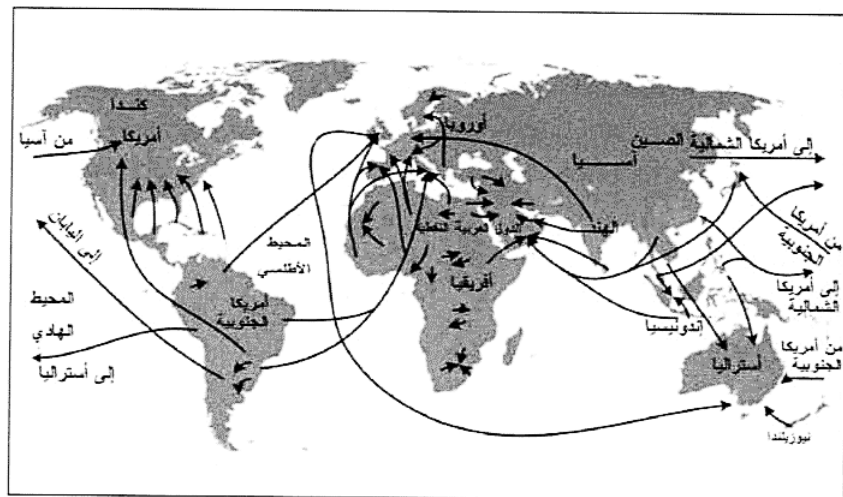 كندا
أمريكا
من آسيا
إلى اليابان
المحيط
الأطلسي
المحيط
الهادي
أمريكا
الجنوبية
إلى أستراليا
أوروبا
آسيا
الصين
إلى أمريكا الشمالية
الهند
الدول العربية النفطية
أفريقيا
من أمريكا
الجنوبية
إلى أمريكا
الشمالية
إندونيسيا
أستراليا
من أمريكا
الجنوبية
نيوزيلندا